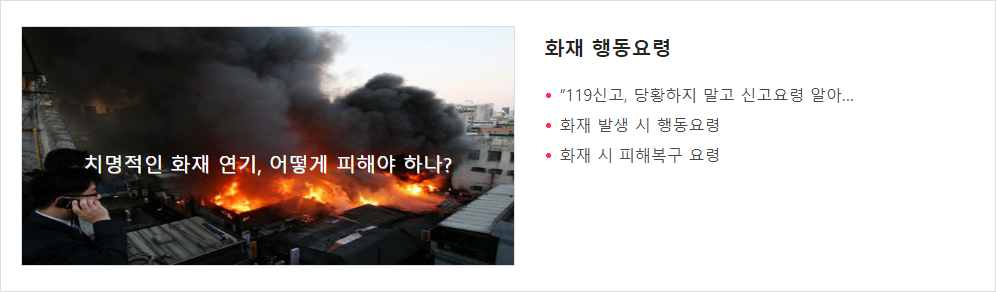 치명적인 화재 연기, 어떻게 피해야 하나?
화재 행동요령
“119신고, 당황하지 말고 신고요령 알아...
화재 발생 시 행동요령
화재 시 피해복구 요령